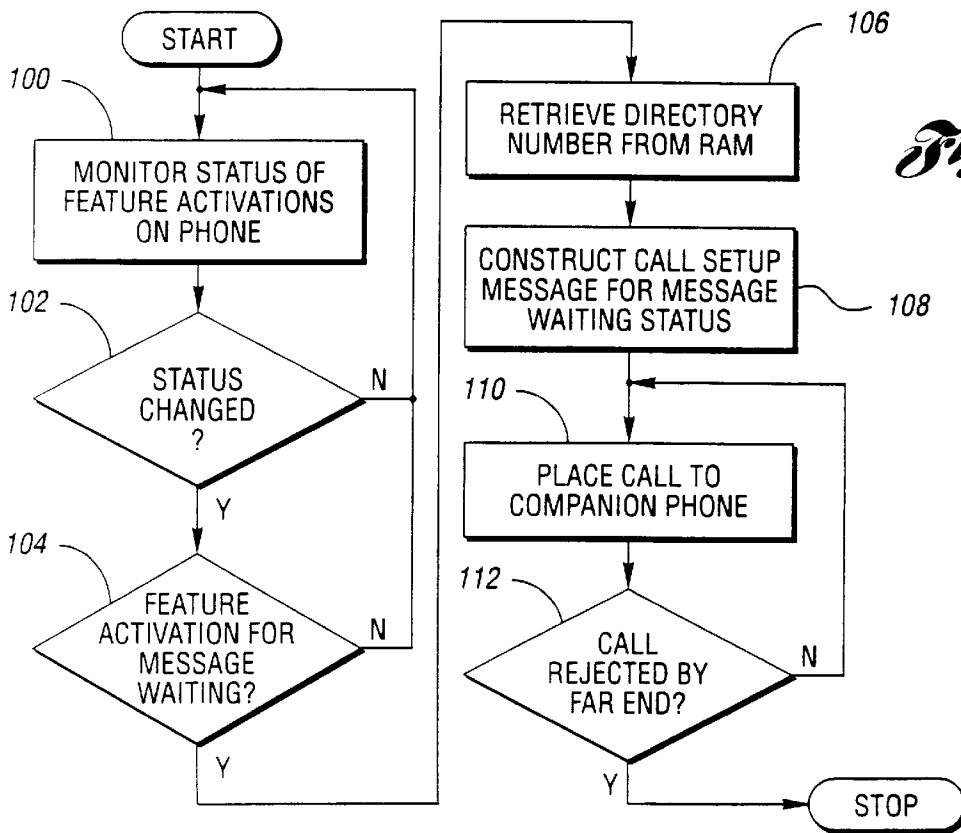 START
100
MONITOR STATUS OF
FEATURE ACTIVATIONS
ON PHONE
102
STATUS
CHANGED
?
N
Y
104
FEATURE
ACTIVATION FOR
MESSAGE
WAITING?
N
Y
106
RETRIEVE DIRECTORY
NUMBER FROM RAM
CONSTRUCT CALL SETUP
MESSAGE FOR MESSAGE
WAITING STATUS
108
110
PLACE CALL TO
COMPANION PHONE
112
CALL
REJECTED BY
FAR END?
N
Y
STOP